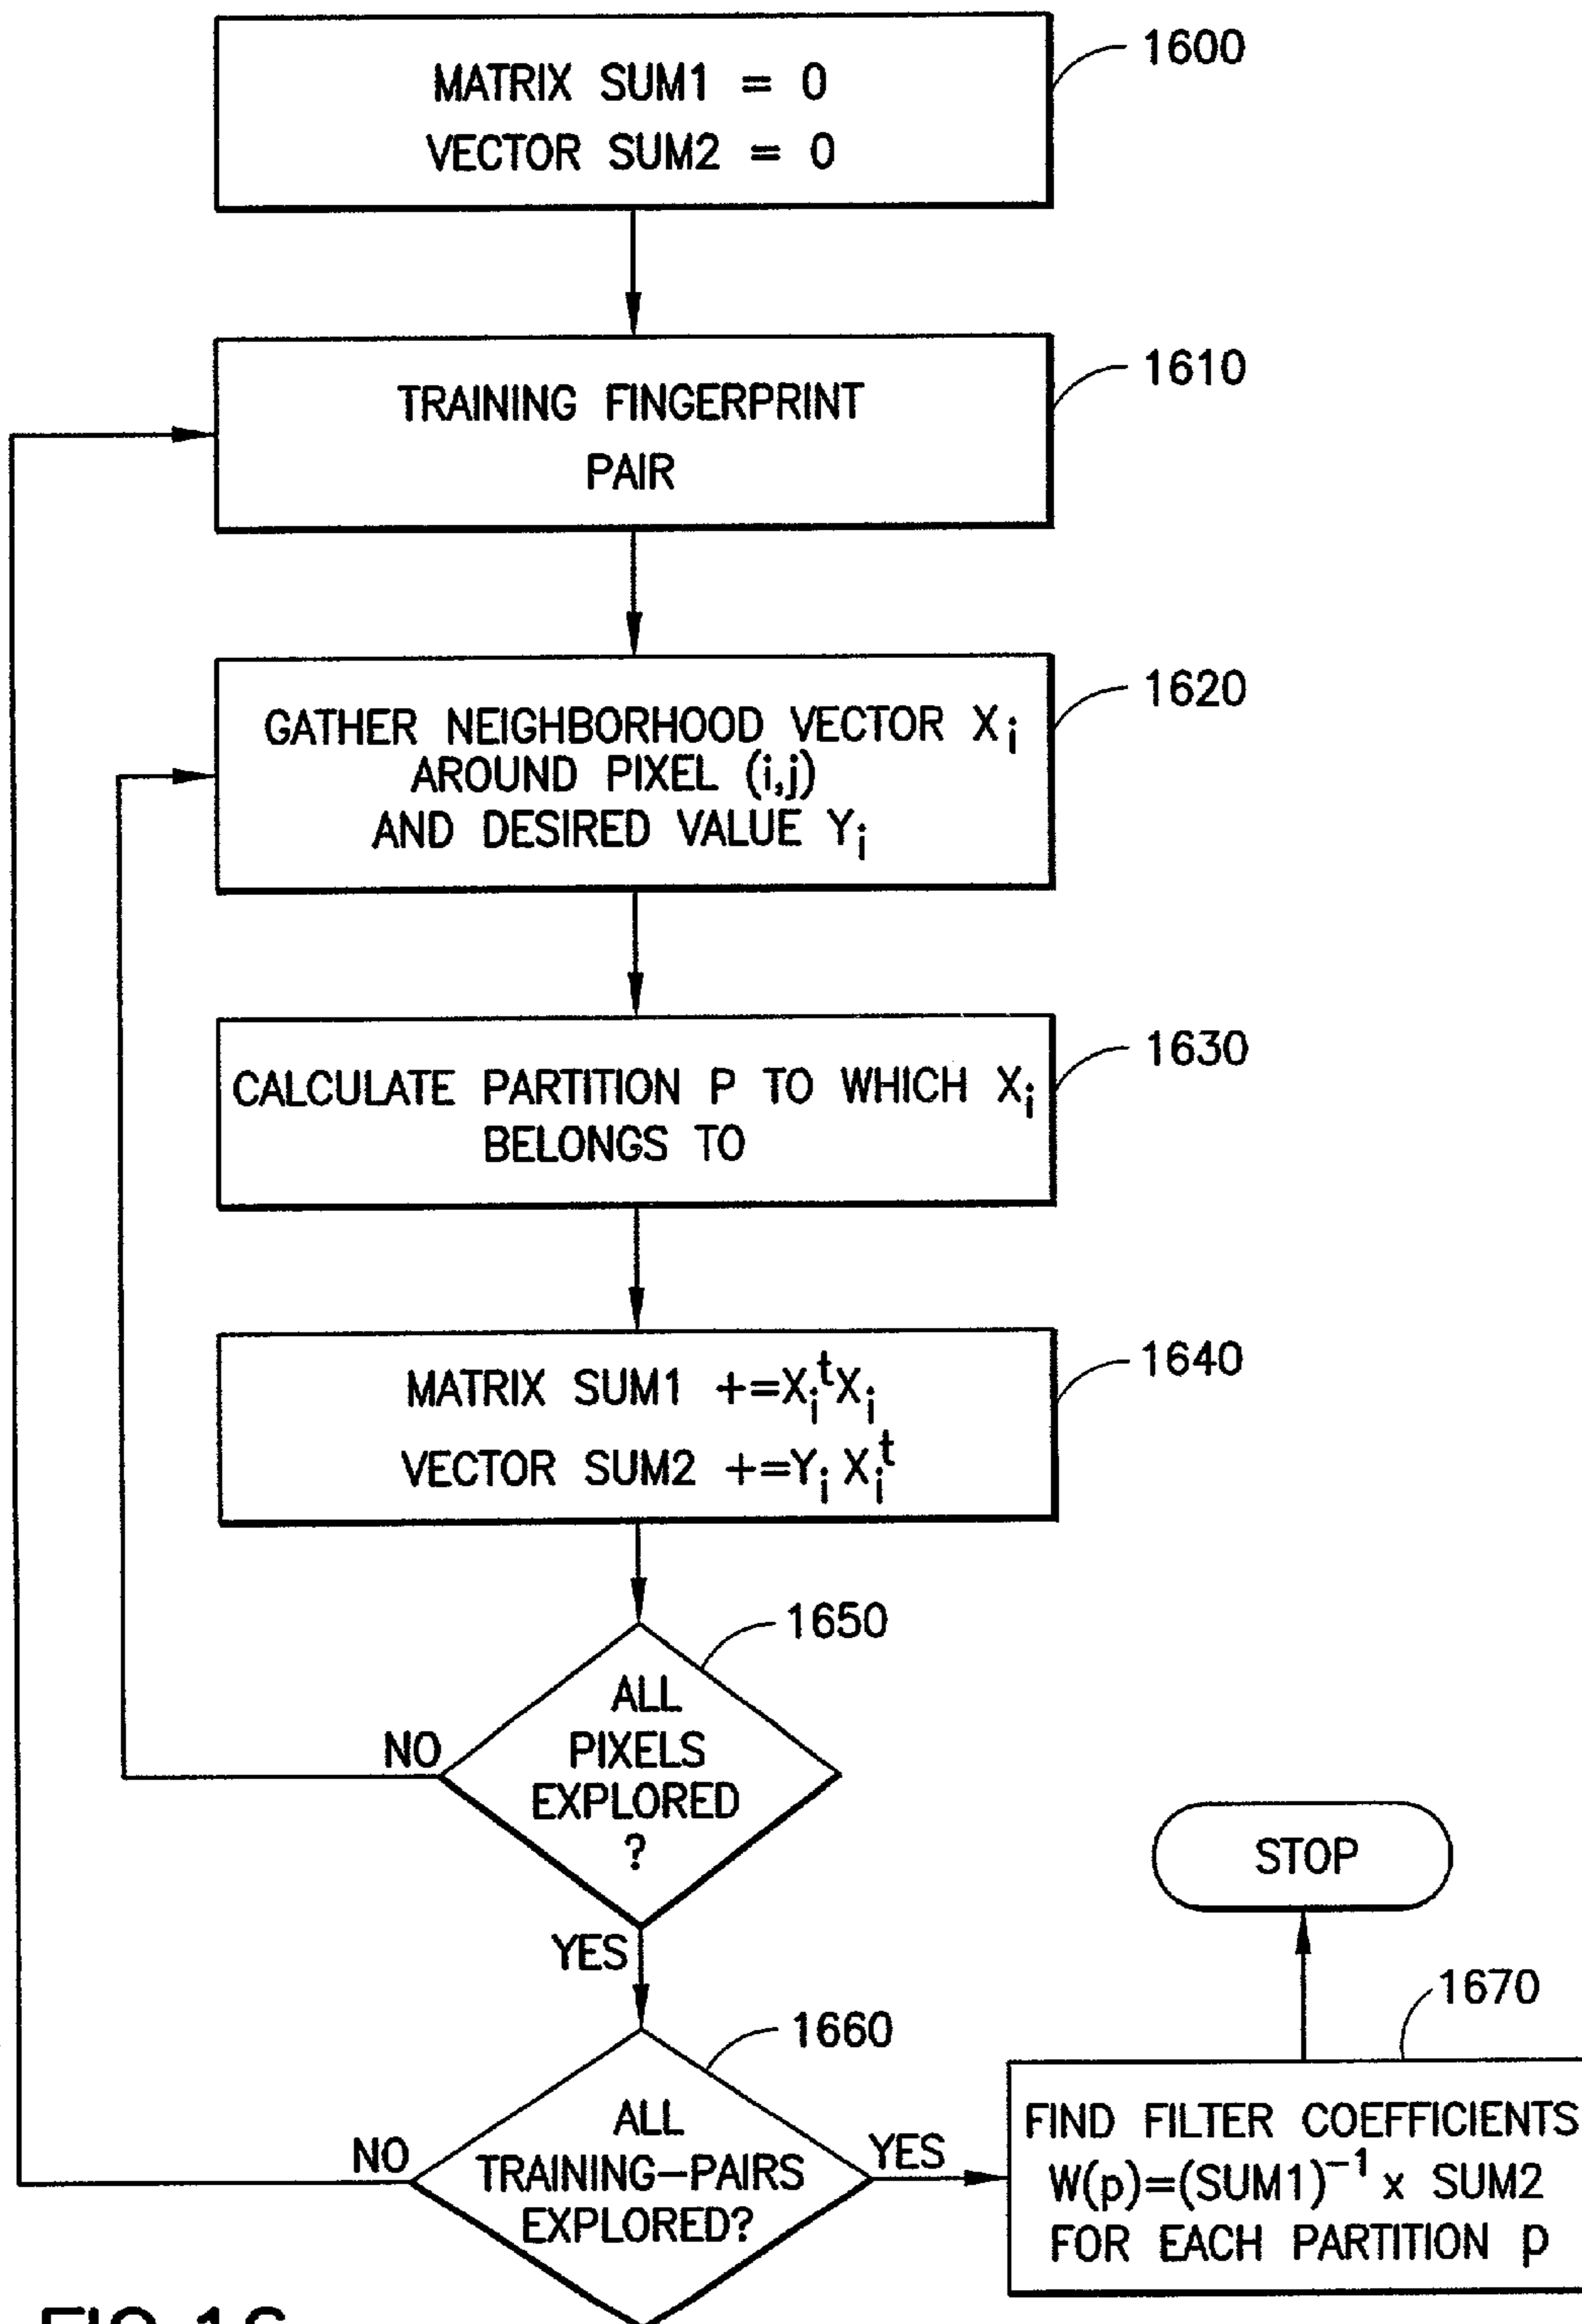 MATRIX SUM1 = 0
VECTOR SUM2 = 0
1600
TRAINING FINGERPRINT
PAIR
1610
GATHER NEIGHBORHOOD VECTOR Xi
AROUND PIXEL (i,j)
AND DESIRED VALUE Yi
1620
CALCULATE PARTITION P TO WHICH Xi
BELONGS TO
1630
MATRIX SUM1 +=Xi^t Xi
VECTOR SUM2 +=Yi Xi^t
1640
ALL
PIXELS
EXPLORED
?
1650
NO
YES
ALL
TRAINING-PAIRS
EXPLORED?
1660
NO
YES
FIND FILTER COEFFICIENTS
W(p)=(SUM1)^-1 x SUM2
FOR EACH PARTITION p
1670
STOP